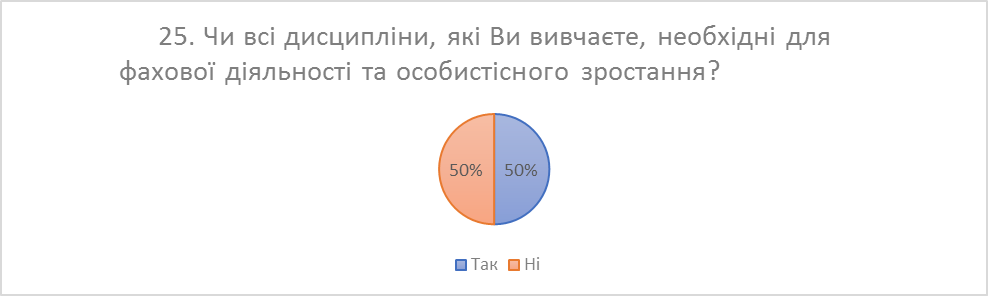 25. Чи всі дисципліни, які Ви вивчаєте, необхідні для
фахової діяльності та особистісного зростання?
50% 50%
Так Ні